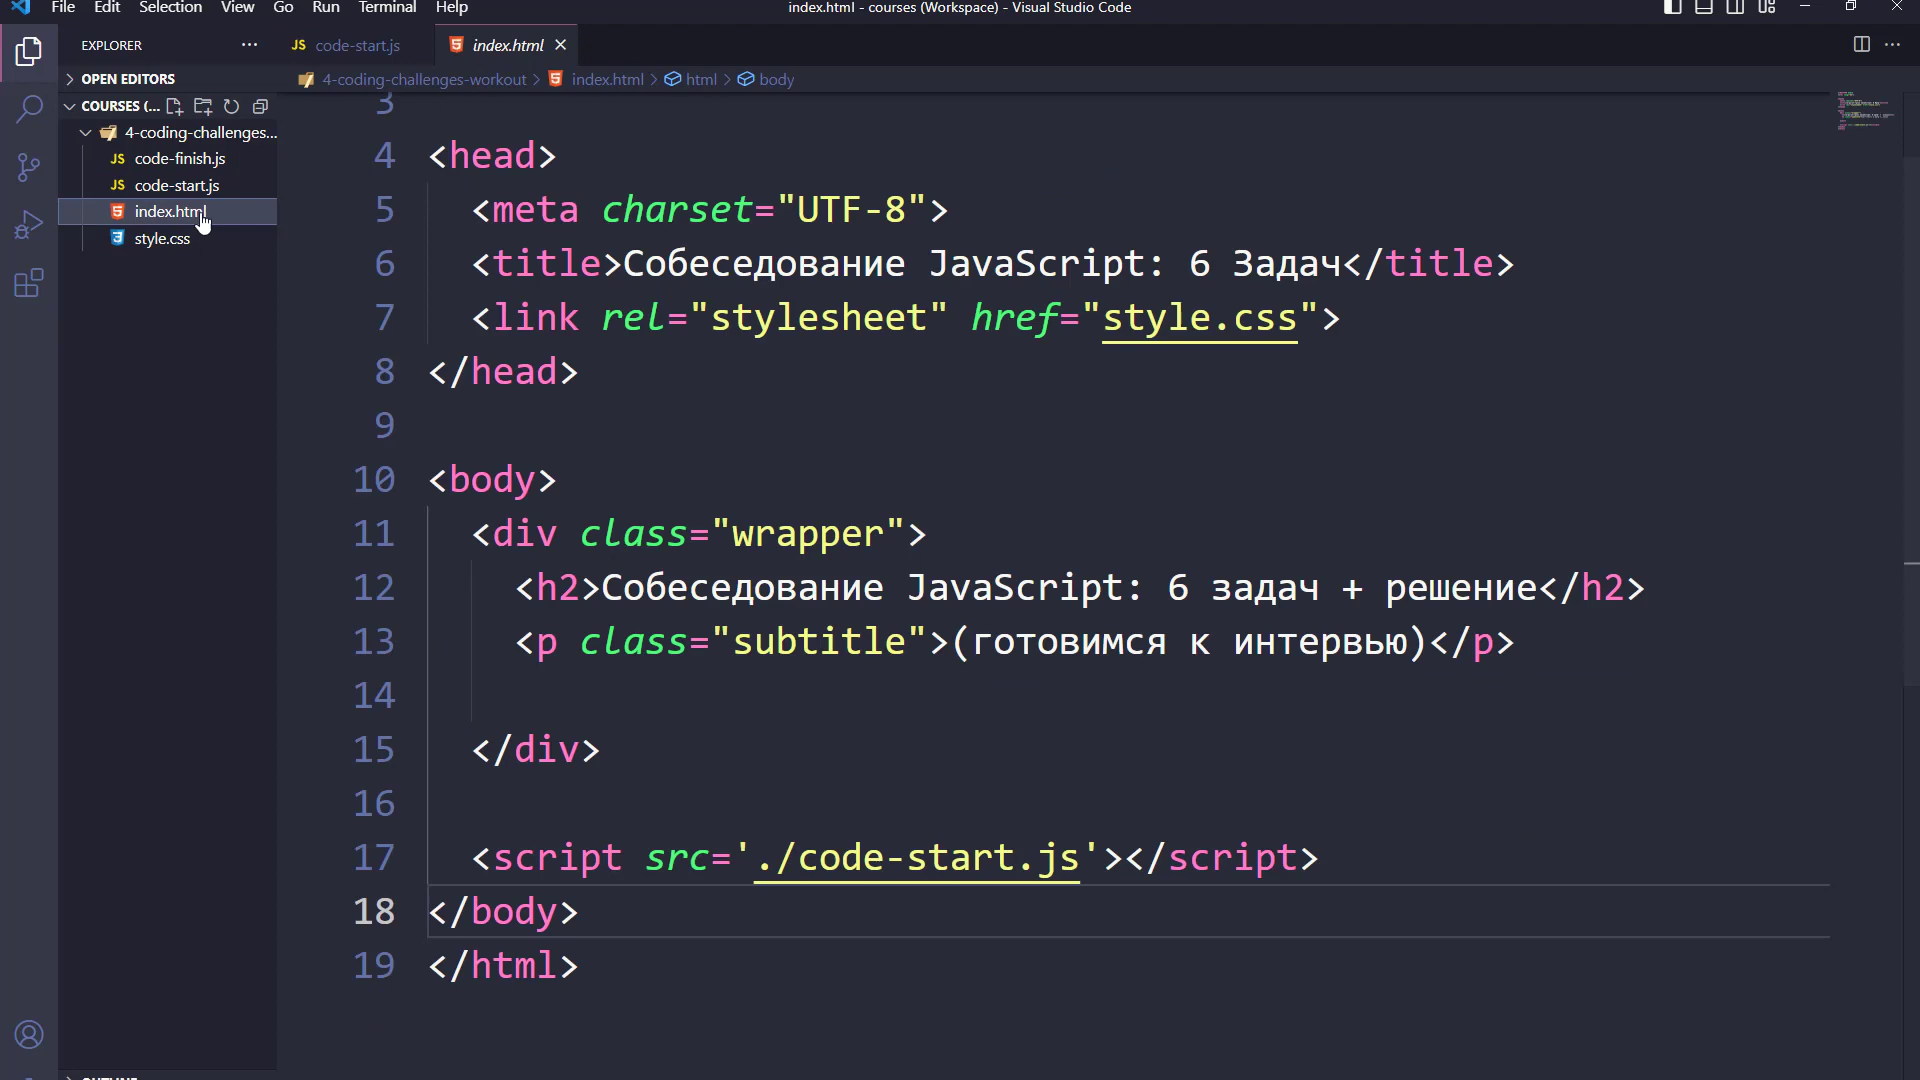 File Edit Selection View Go Run Terminal Help
index.html - courses (Workspace) - Visual Studio Code
EXPLORER
JS code-start.js
index.html
OPEN EDITORS
4-coding-challenges-workout > index.html > html > body
COURSES (...
4-coding-challenges...
JS code-finish.js
JS code-start.js
index.html
style.css
3
4 <head>
5 <meta charset="UTF-8">
6 <title>Собеседование JavaScript: 6 Задач</title>
7 <link rel="stylesheet" href="style.css">
8 </head>
9
10 <body>
11 <div class="wrapper">
12 <h2>Собеседование JavaScript: 6 задач + решение</h2>
13 <p class="subtitle">(готовимся к интервью)</p>
14
15 </div>
16
17 <script src='./code-start.js'></script>
18 </body>
19 </html>